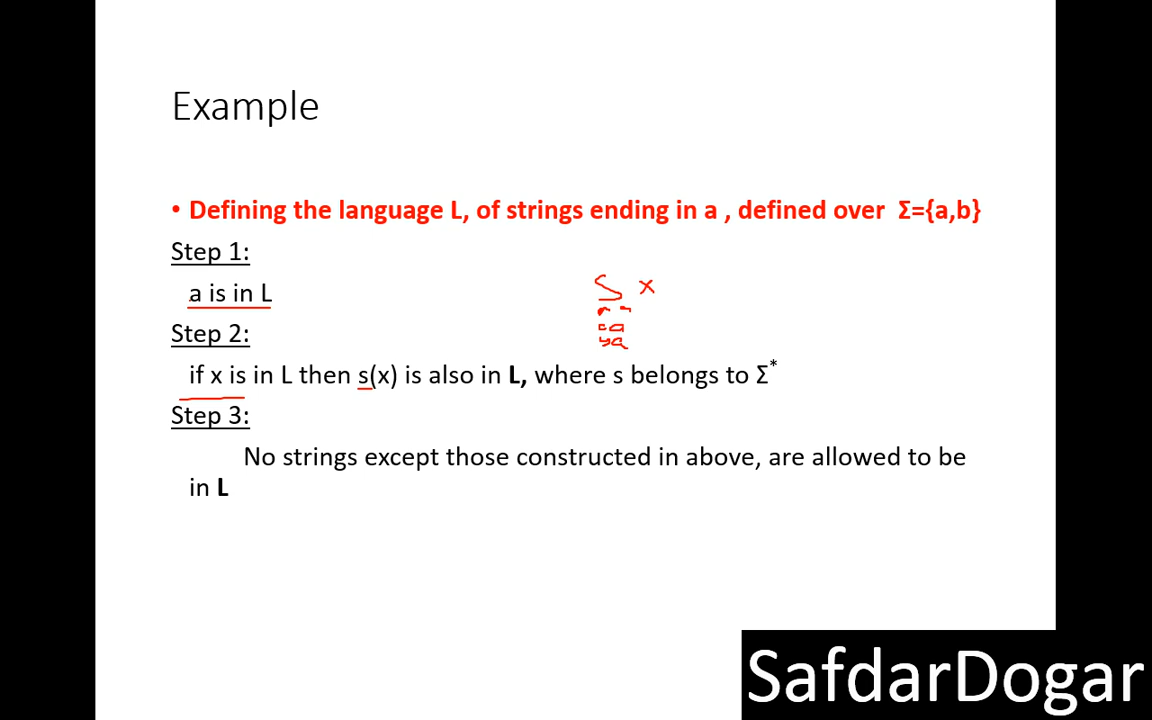 Example
• Defining the language L, of strings ending in a , defined over Σ={a,b}
Step 1:
a is in L
S x
Step 2:
if x is in L then s(x) is also in L, where s belongs to Σ*
Step 3:
No strings except those constructed in above, are allowed to be
in L
SafdarDogar